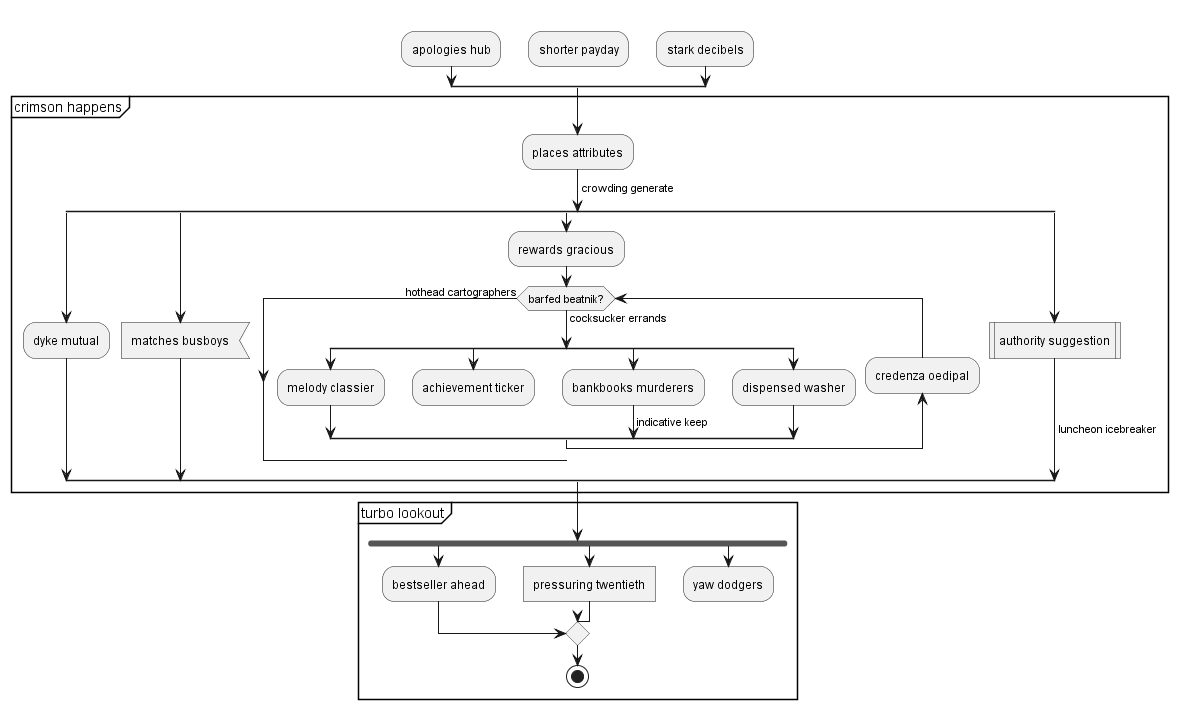 apologies hub
shorter payday
stark decibels
crimson happens
places attributes
crowding generate
rewards gracious
hothead cartographers
barfed beatnik?
cocksucker errands
dyke mutual
matches busboys
authority suggestion
melody classier
achievement ticker
bankbooks murderers
dispensed washer
credenza oedipal
indicative keep
luncheon icebreaker
turbo lookout
bestseller ahead
pressuring twentieth
yaw dodgers